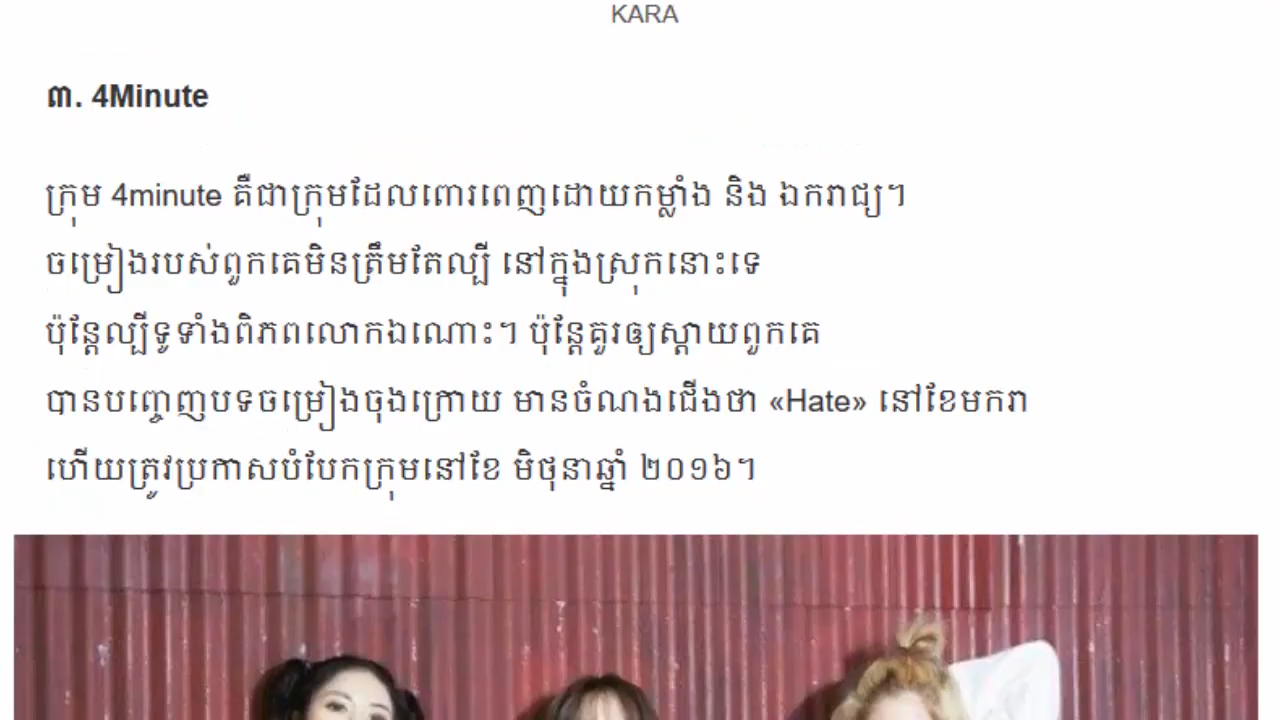 KARA
៣. 4Minute
ក្រុម 4minute គឺជាក្រុមដែលពោរពេញដោយកម្លាំង និង ឯករាជ្យ។
ចម្រៀងរបស់ពួកគេមិនត្រឹមតែល្បី នៅក្នុងស្រុកនោះទេ
ប៉ុន្តែល្បីទូទាំងពិភពលោកឯណោះ។ ប៉ុន្តែគួរឲ្យស្ដាយពួកគេ
បានបញ្ចេញបទចម្រៀងចុងក្រោយ មានចំណងជើងថា «Hate» នៅខែមករា
ហើយត្រូវប្រកាសបំបែកក្រុមនៅខែ មិថុនាឆ្នាំ ២០១៦។